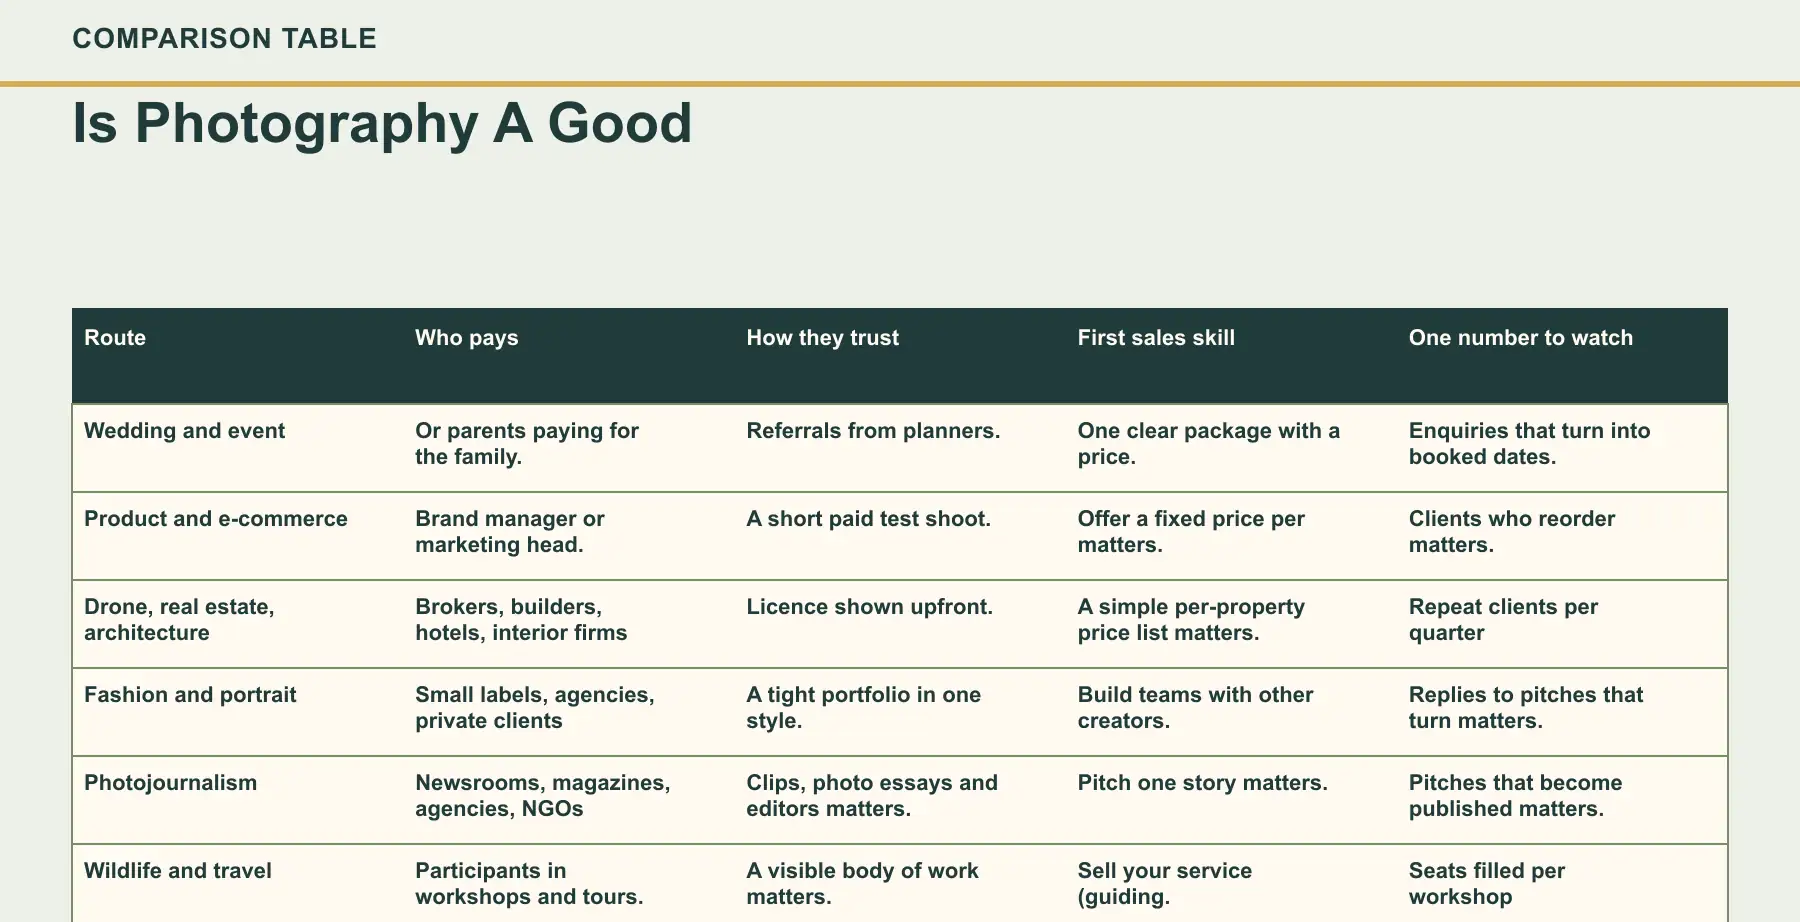 COMPARISON TABLE
Is Photography A Good
Route
Who pays
How they trust
First sales skill
One number to watch
Wedding and event
Or parents paying for
the family.
Referrals from planners.
One clear package with a
price.
Enquiries that turn into
booked dates.
Product and e-commerce
Brand manager or
marketing head.
A short paid test shoot.
Offer a fixed price per
matters.
Clients who reorder
matters.
Drone, real estate,
architecture
Brokers, builders,
hotels, interior firms
Licence shown upfront.
A simple per-property
price list matters.
Repeat clients per
quarter
Fashion and portrait
Small labels, agencies,
private clients
A tight portfolio in one
style.
Build teams with other
creators.
Replies to pitches that
turn matters.
Photojournalism
Newsrooms, magazines,
agencies, NGOs
Clips, photo essays and
editors matters.
Pitch one story matters.
Pitches that become
published matters.
Wildlife and travel
Participants in
workshops and tours.
A visible body of work
matters.
Sell your service
(guiding.
Seats filled per
workshop